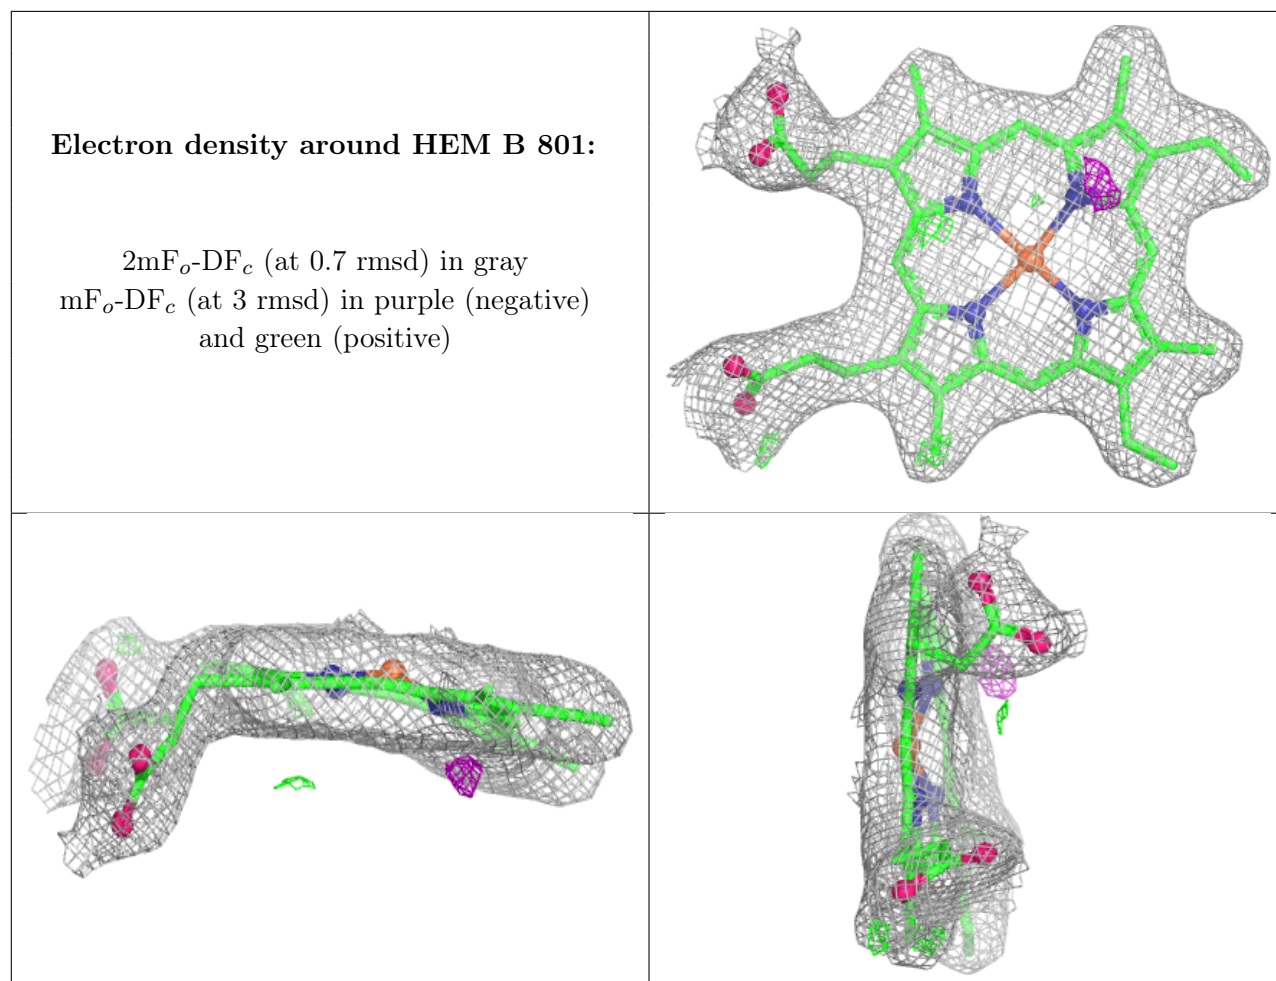 Electron density around HEM B 801:
2mFo-DFc (at 0.7 rmsd) in gray
mFo-DFc (at 3 rmsd) in purple (negative)
and green (positive)